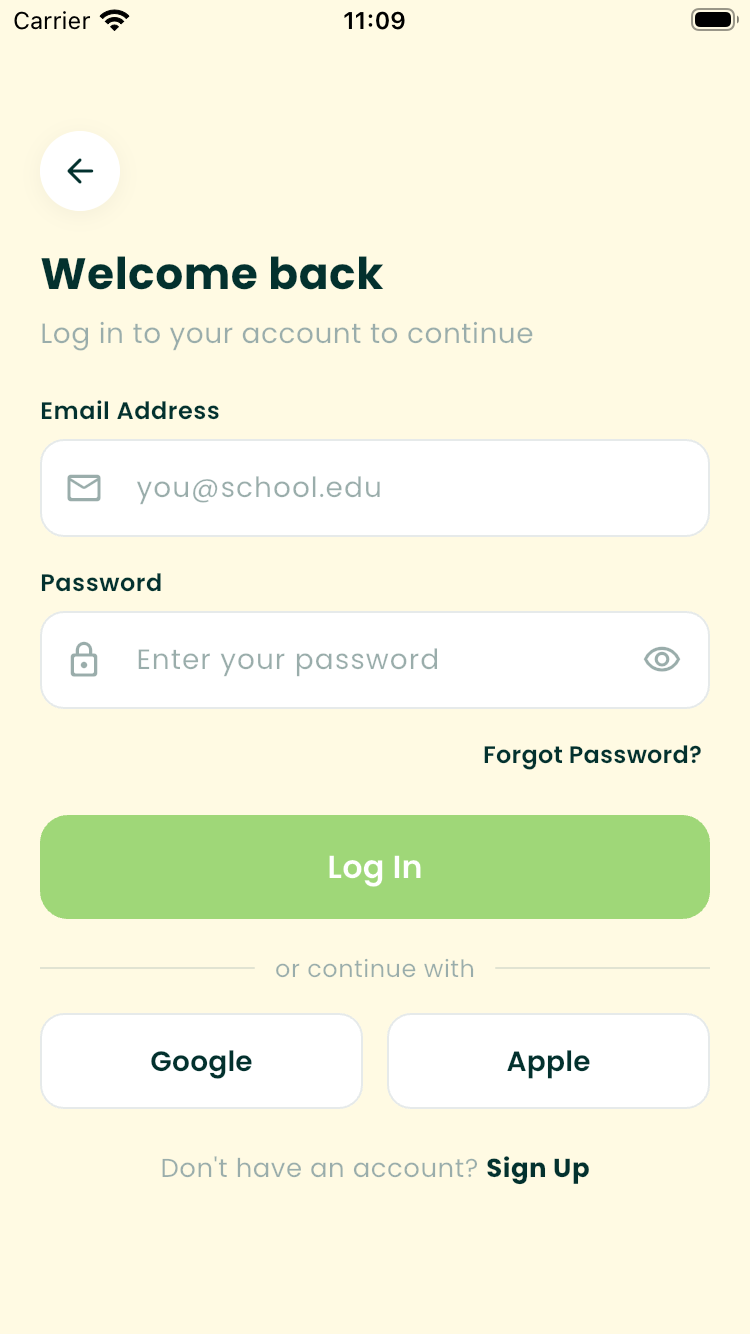 Carrier 11:09
Welcome back
Log in to your account to continue
Email Address
you@school.edu
Password
Enter your password
Forgot Password?
Log In
or continue with
Google Apple
Don't have an account? Sign Up